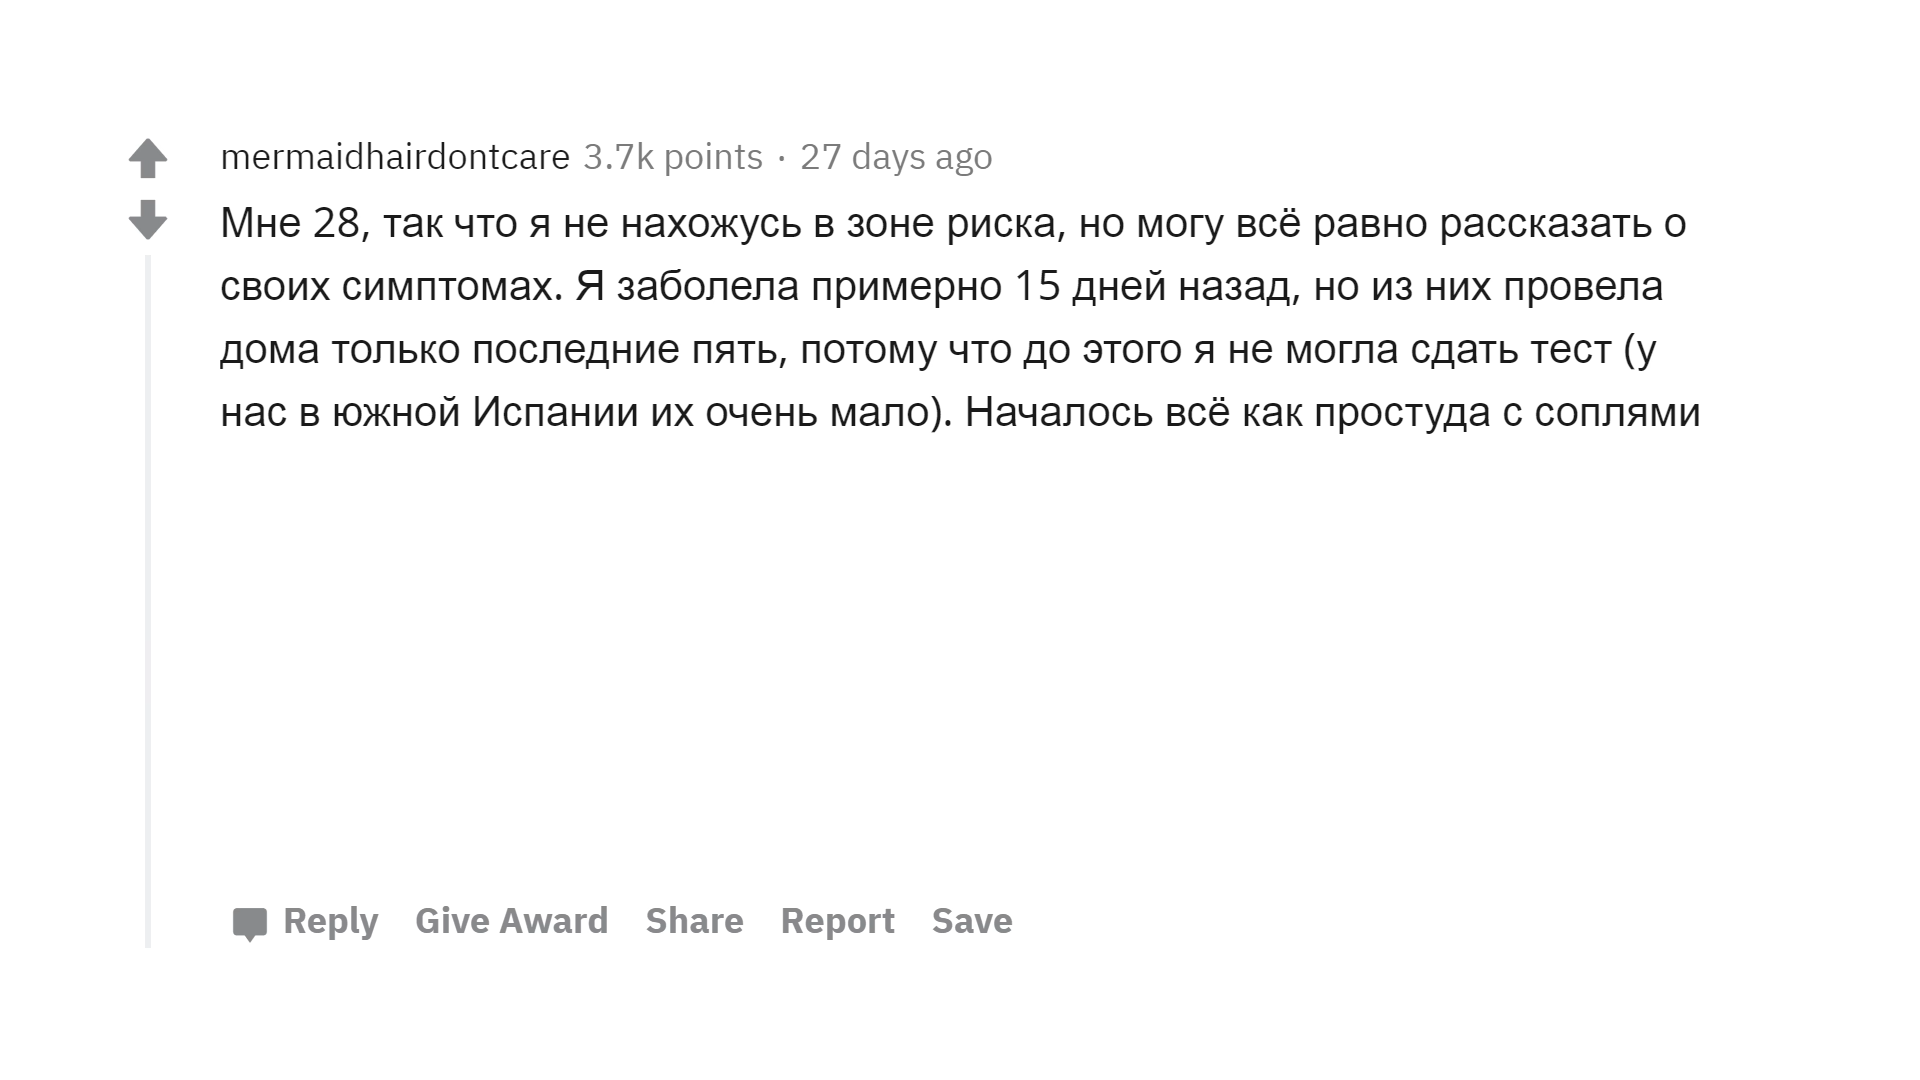 mermaidhairdontcare 3.7k points · 27 days ago
Мне 28, так что я не нахожусь в зоне риска, но могу всё равно рассказать о
своих симптомах. Я заболела примерно 15 дней назад, но из них провела
дома только последние пять, потому что до этого я не могла сдать тест (у
нас в южной Испании их очень мало). Началось всё как простуда с соплями
Reply Give Award Share Report Save